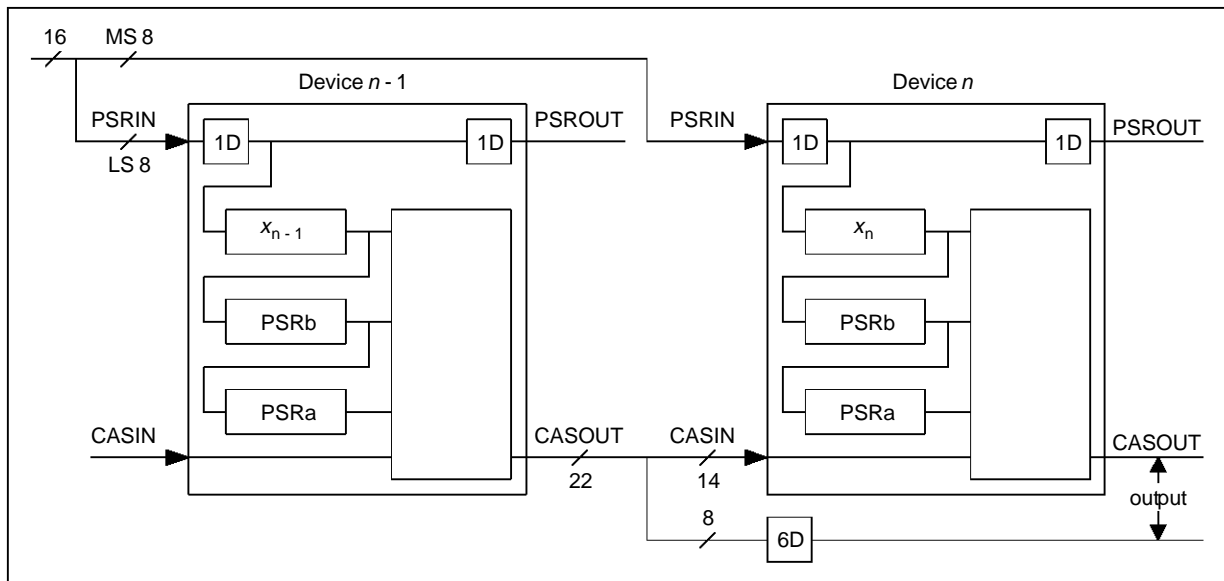 16 MS 8
Device n - 1 Device n
PSRIN PSROUT PSRIN PSROUT
LS 8
1D 1D 1D 1D
xn - 1 xn
PSRb PSRb
PSRa PSRa
CASIN CASOUT CASIN CASOUT
22 14
output
8
6D